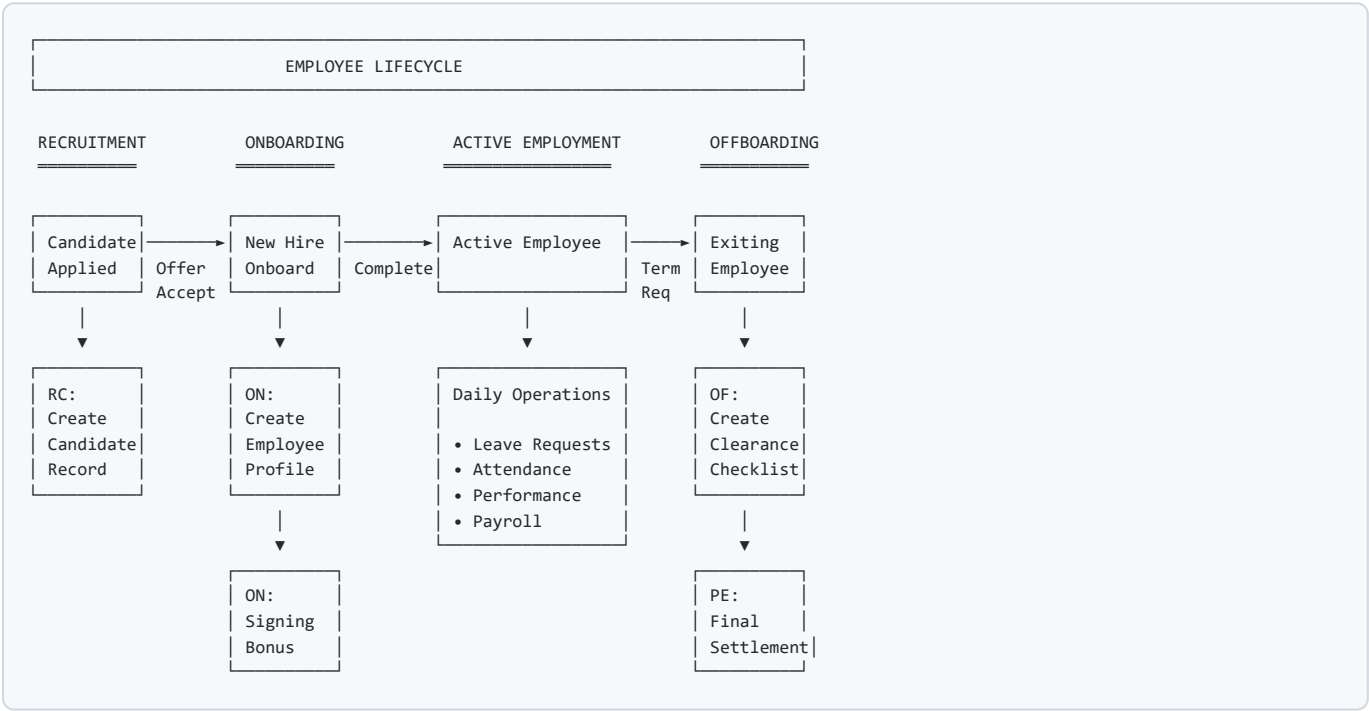 EMPLOYEE LIFECYCLE
RECRUITMENT ONBOARDING ACTIVE EMPLOYMENT OFFBOARDING
Candidate New Hire Active Employee Exiting
Applied Offer Onboard Complete Term Employee
Accept Req
RC: ON: Daily Operations OF:
Create Create Create
Candidate Employee • Leave Requests Clearance
Record Profile • Attendance Checklist
• Performance
• Payroll
ON: PE:
Signing Final
Bonus Settlement